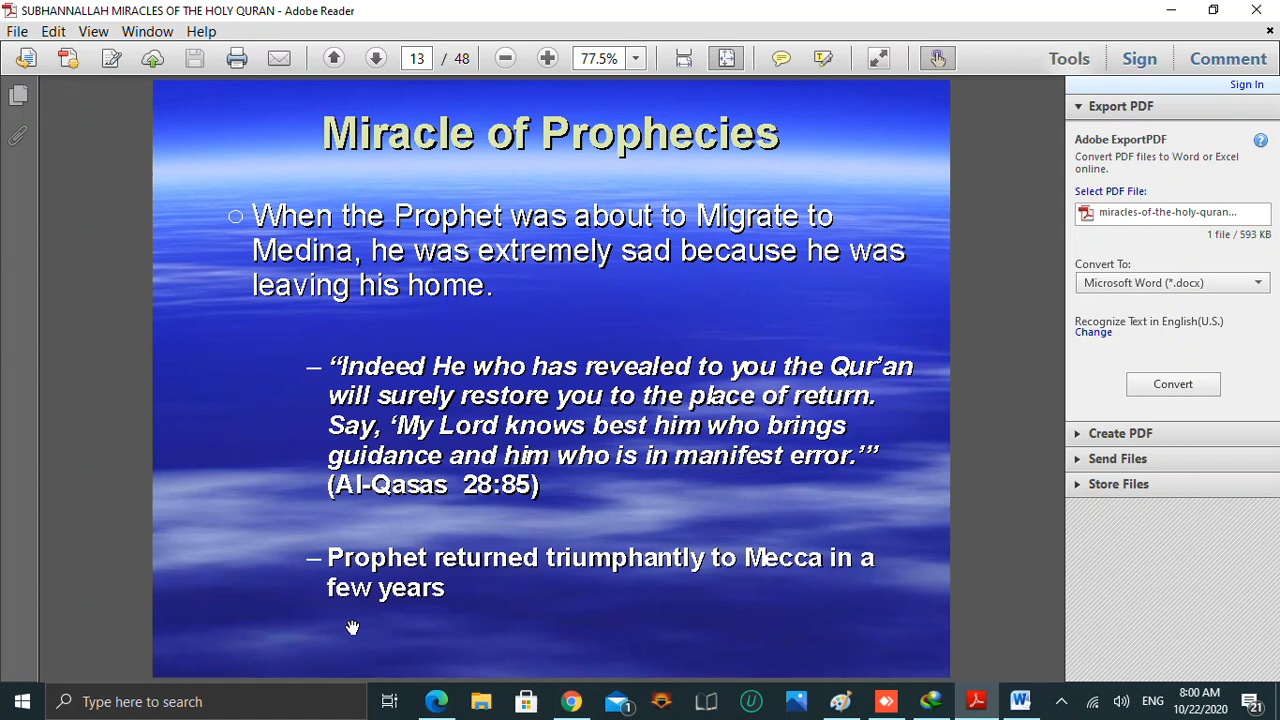 SUBHANNALLAH MIRACLES OF THE HOLY QURAN - Adobe Reader
File Edit View Window Help
13 / 48 77.5% Tools Sign Comment
Sign In
Export PDF
Adobe ExportPDF
Convert PDF files to Word or Excel
online.
Select PDF File:
miracles-of-the-holy-quran...
1 file / 593 KB
Convert To:
Microsoft Word (*.docx)
Recognize Text in English(U.S.)
Change
Convert
Create PDF
Send Files
Store Files
Miracle of Prophecies
When the Prophet was about to Migrate to
Medina, he was extremely sad because he was
leaving his home.
– “Indeed He who has revealed to you the Qur’an
will surely restore you to the place of return.
Say, ‘My Lord knows best him who brings
guidance and him who is in manifest error.’”
(Al-Qasas 28:85)
– Prophet returned triumphantly to Mecca in a
few years
Type here to search
1
ENG
8:00 AM
10/22/2020
21